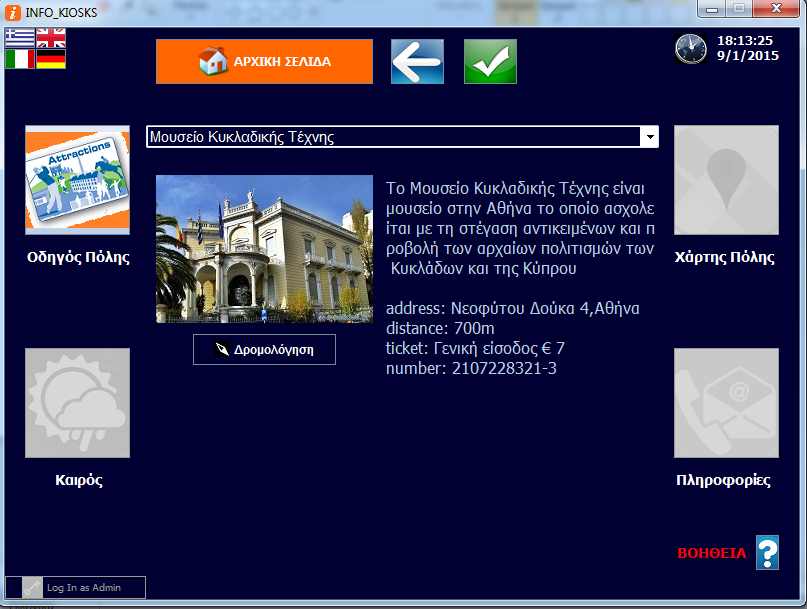 INFO_KIOSKS
ΑΡΧΙΚΗ ΣΕΛΙΔΑ
18:13:25
9/1/2015
Attractions
Μουσείο Κυκλαδικής Τέχνης
Οδηγός Πόλης
Χάρτης Πόλης
Το Μουσείο Κυκλαδικής Τέχνης είναι
μουσείο στην Αθήνα το οποίο ασχολε
ίται με τη στέγαση αντικειμένων και π
ροβολή των αρχαίων πολιτισμών των
Κυκλάδων και της Κύπρου
address: Νεοφύτου Δούκα 4,Αθήνα
distance: 700m
ticket: Γενική είσοδος € 7
number: 2107228321-3
Δρομολόγηση
Καιρός
Πληροφορίες
ΒΟΗΘΕΙΑ ?
Log In as Admin